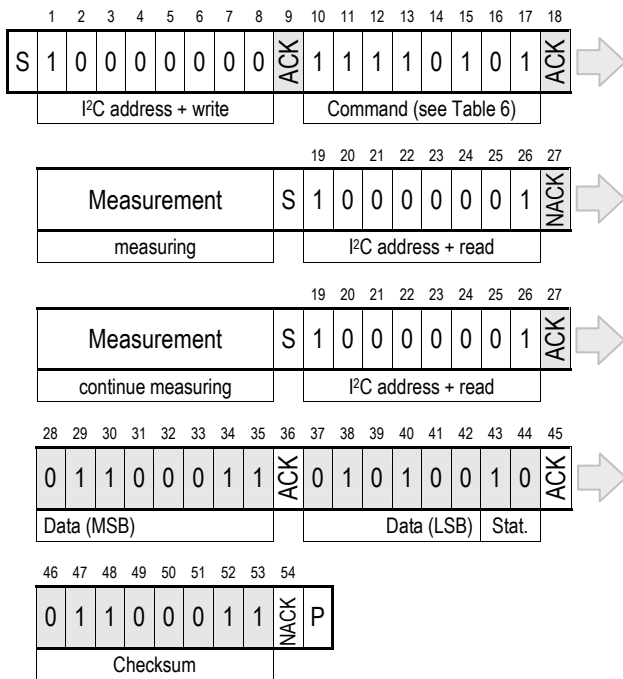 1 2 3 4 5 6 7 8 9 10 11 12 13 14 15 16 17 18
S 1 0 0 0 0 0 0 0 ACK 1 1 1 1 0 1 0 1 ACK
I²C address + write Command (see Table 6)
19 20 21 22 23 24 25 26 27
Measurement S 1 0 0 0 0 0 0 1 NACK
measuring I²C address + read
19 20 21 22 23 24 25 26 27
Measurement S 1 0 0 0 0 0 0 1 ACK
continue measuring I²C address + read
28 29 30 31 32 33 34 35 36 37 38 39 40 41 42 43 44 45
0 1 1 0 0 0 1 1 ACK 0 1 0 1 0 0 1 0 ACK
Data (MSB) Data (LSB) Stat.
46 47 48 49 50 51 52 53 54
0 1 1 0 0 0 1 1 NACK P
Checksum